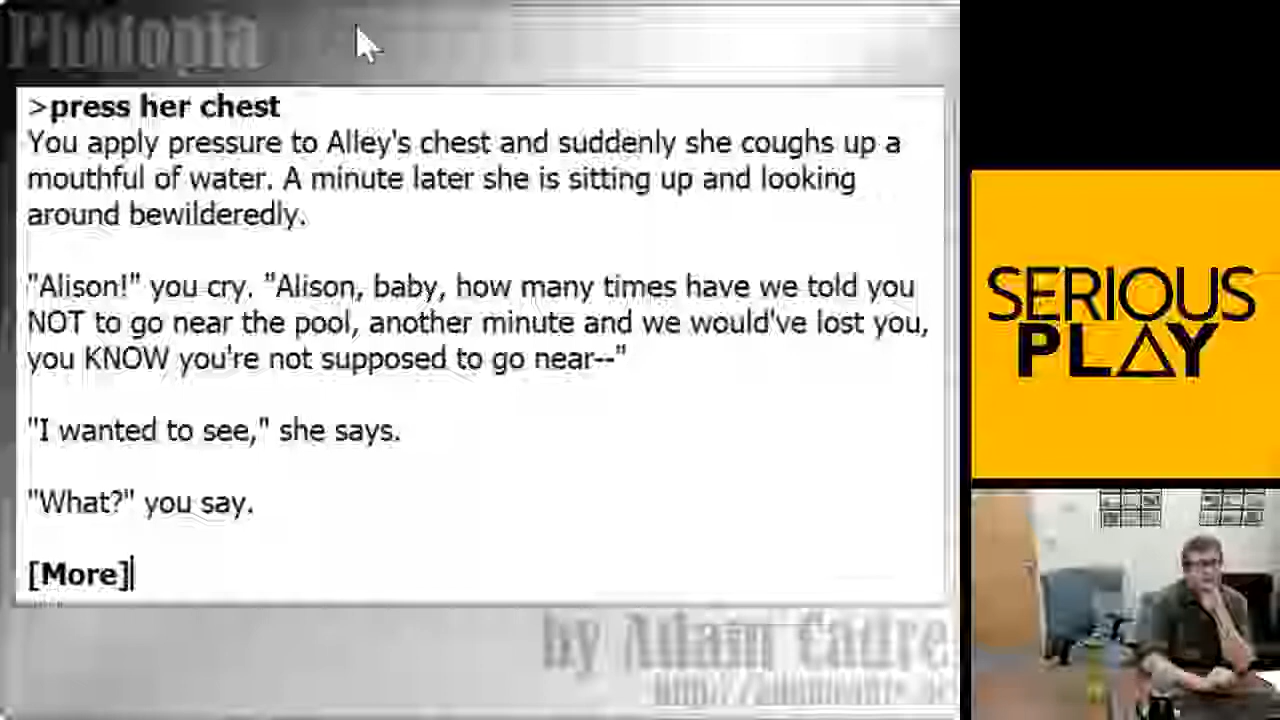 Photopia
>press her chest
You apply pressure to Alley's chest and suddenly she coughs up a
mouthful of water. A minute later she is sitting up and looking
around bewilderedly.
"Alison!" you cry. "Alison, baby, how many times have we told you
NOT to go near the pool, another minute and we would've lost you,
you KNOW you're not supposed to go near--"
"I wanted to see," she says.
"What?" you say.
[More]
by Adam Cadre
SERIOUS
PLAY